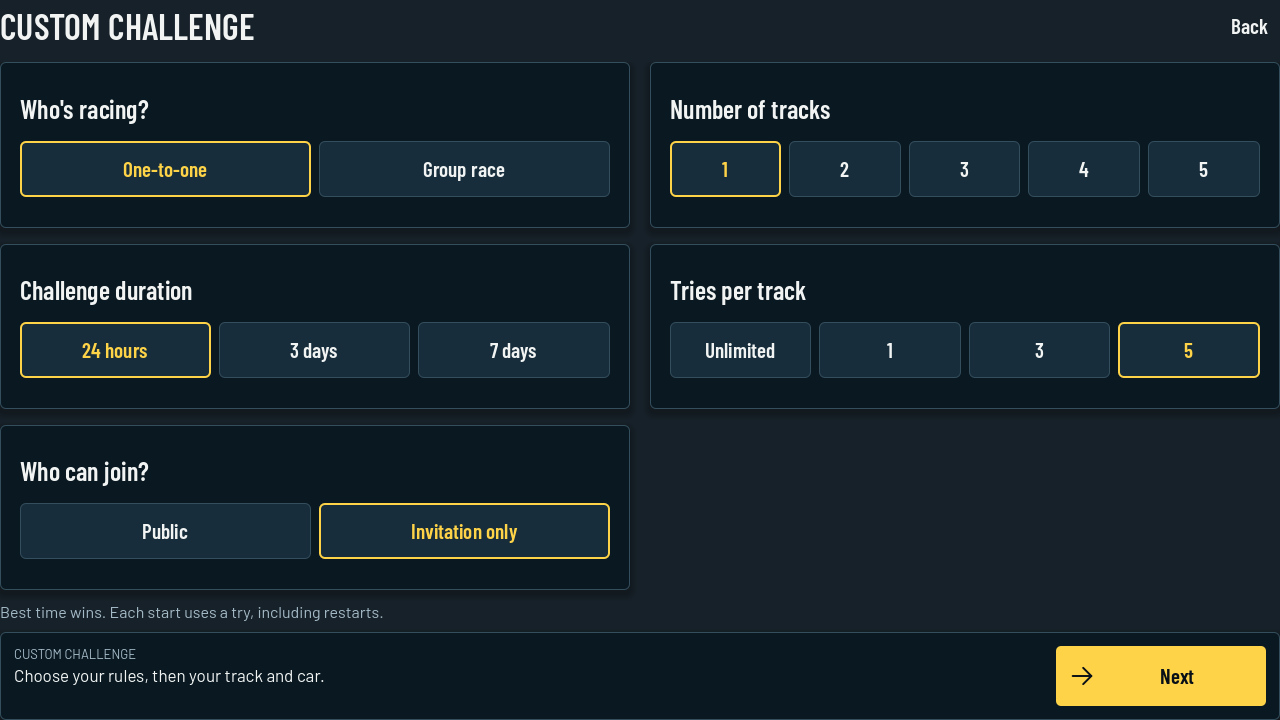 CUSTOM CHALLENGE
Back
Who's racing?
One-to-one
Group race
Number of tracks
1
2
3
4
5
Challenge duration
24 hours
3 days
7 days
Tries per track
Unlimited
1
3
5
Who can join?
Public
Invitation only
Best time wins. Each start uses a try, including restarts.
CUSTOM CHALLENGE
Choose your rules, then your track and car.
Next